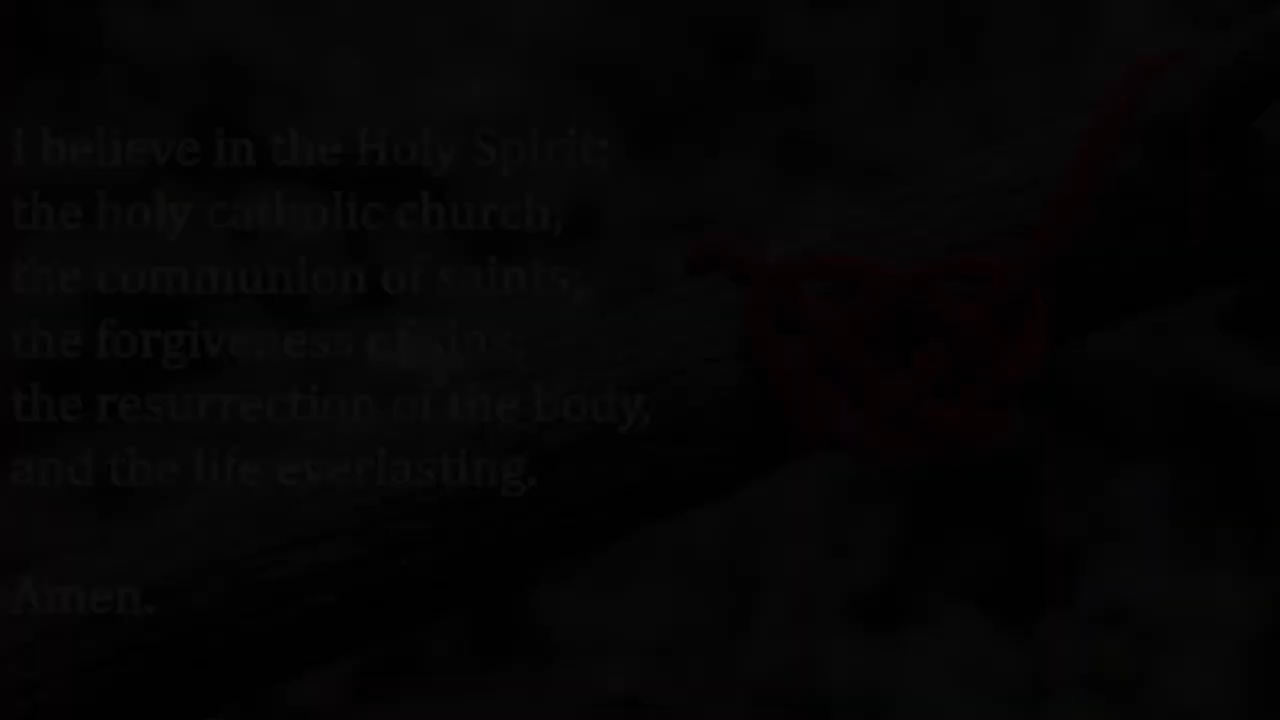 I believe in the Holy Spirit;
the holy catholic church,
the communion of saints;
the forgiveness of sins;
the resurrection of the body,
and the life everlasting.
Amen.